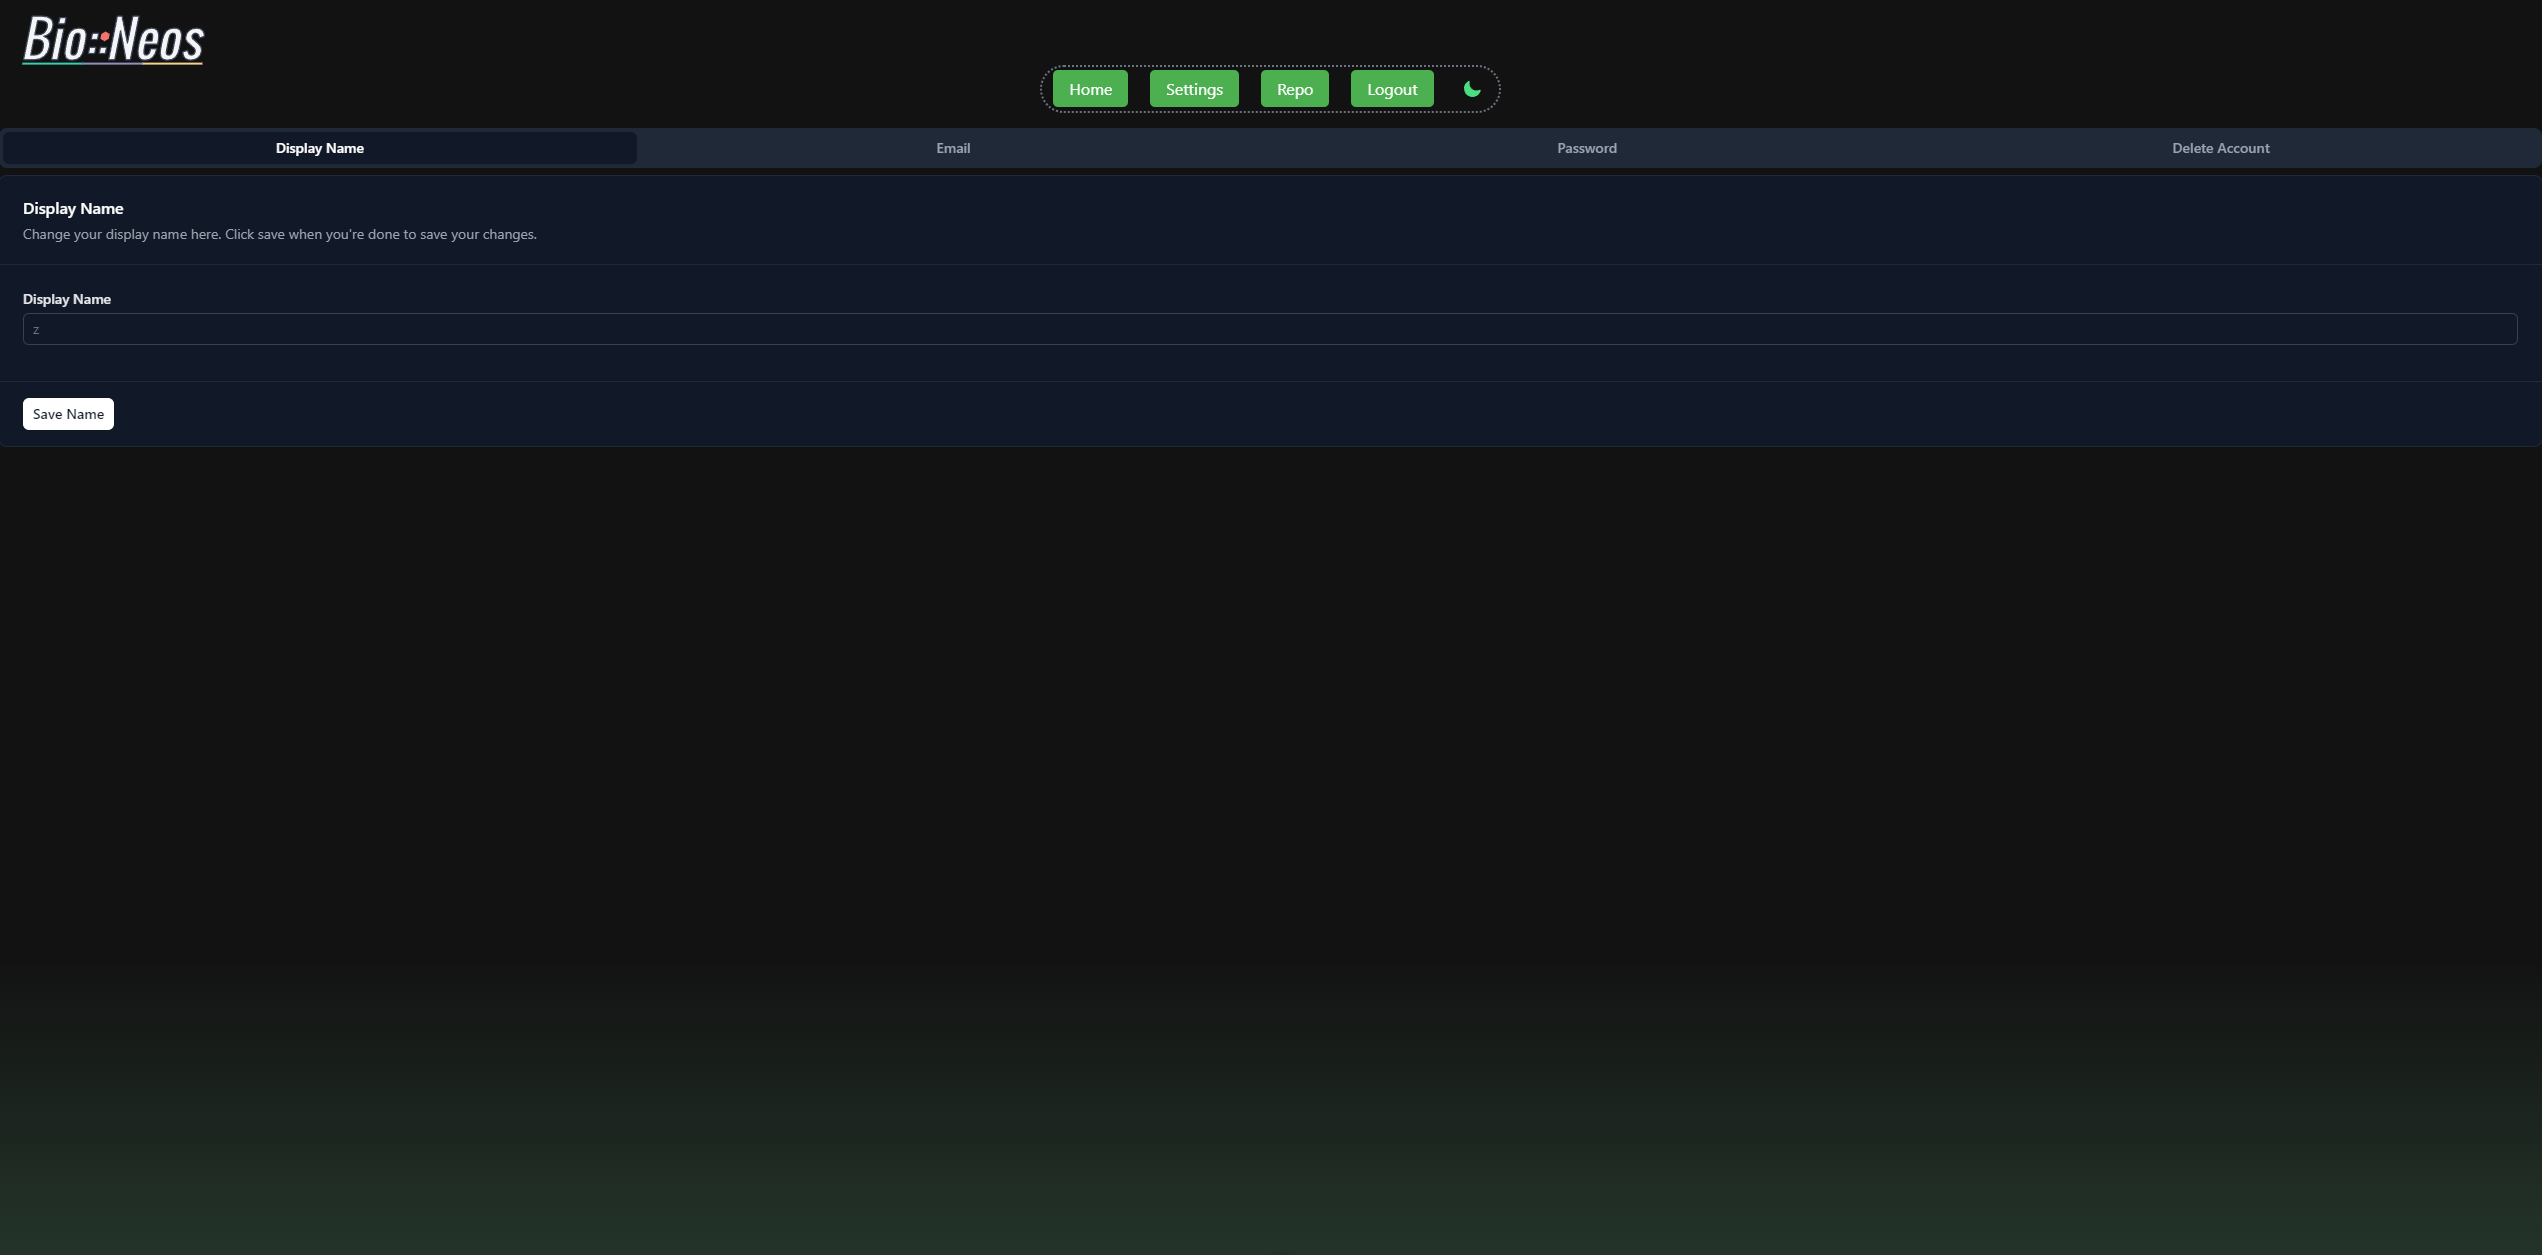 Bio::Neos
Home Settings Repo Logout
Display Name Email Password Delete Account
Display Name
Change your display name here. Click save when you're done to save your changes.
Display Name
z
Save Name